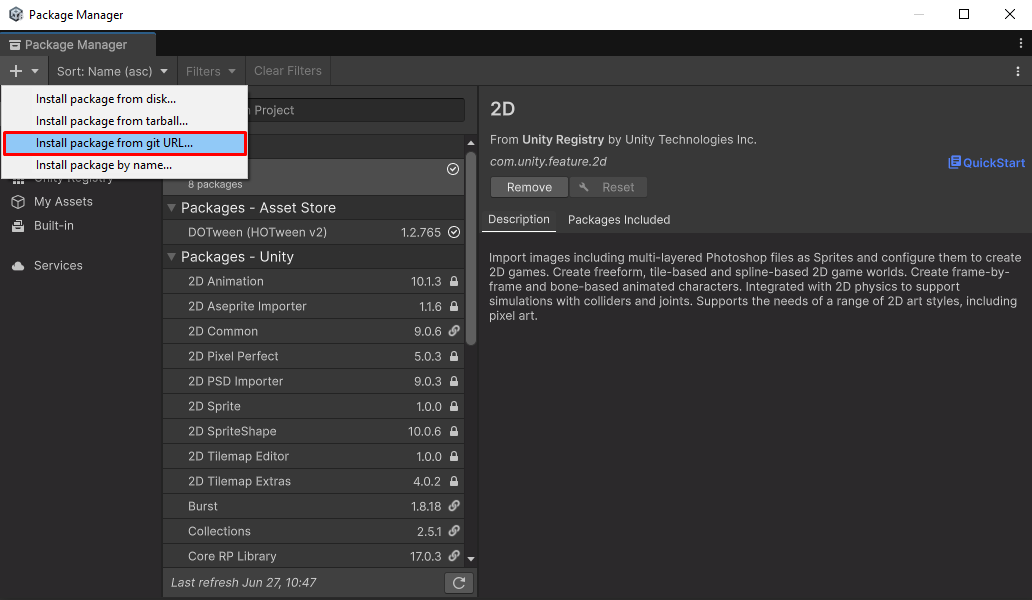 Package Manager
Package Manager
Sort: Name (asc)
Filters
Clear Filters
Install package from disk...
Install package from tarball...
Install package from git URL...
Install package by name...
My Assets
Built-in
Services
Project
8 packages
Packages - Asset Store
DOTween (HOTween v2) 1.2.765
Packages - Unity
2D Animation 10.1.3
2D Aseprite Importer 1.1.6
2D Common 9.0.6
2D Pixel Perfect 5.0.3
2D PSD Importer 9.0.3
2D Sprite 1.0.0
2D SpriteShape 10.0.6
2D Tilemap Editor 1.0.0
2D Tilemap Extras 4.0.2
Burst 1.8.18
Collections 2.5.1
Core RP Library 17.0.3
Last refresh Jun 27, 10:47
2D
From Unity Registry by Unity Technologies Inc.
com.unity.feature.2d
QuickStart
Remove
Reset
Description
Packages Included
Import images including multi-layered Photoshop files as Sprites and configure them to create
2D games. Create freeform, tile-based and spline-based 2D game worlds. Create frame-by-
frame and bone-based animated characters. Integrated with 2D physics to support
simulations with colliders and joints. Supports the needs of a range of 2D art styles, including
pixel art.